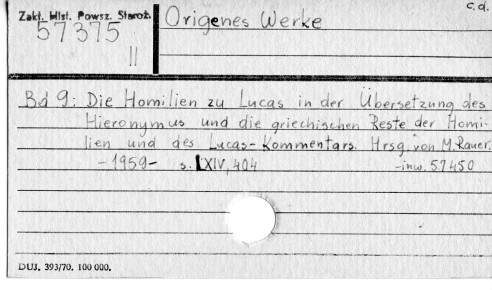 c.d.
Zakł. Hist. Powsz. Staroż.
Origenes Werke
57375
II
Bd 9: Die Homilien zu Lucas in der Übersetzung des
Hieronymus und die griechischen Reste der Homi-
lien und des Lucas-Kommentars. Hrsg. von M. Rauer.
-1959- s. LXIV, 404 -inw. 57450
DUJ. 393/70. 100 000.